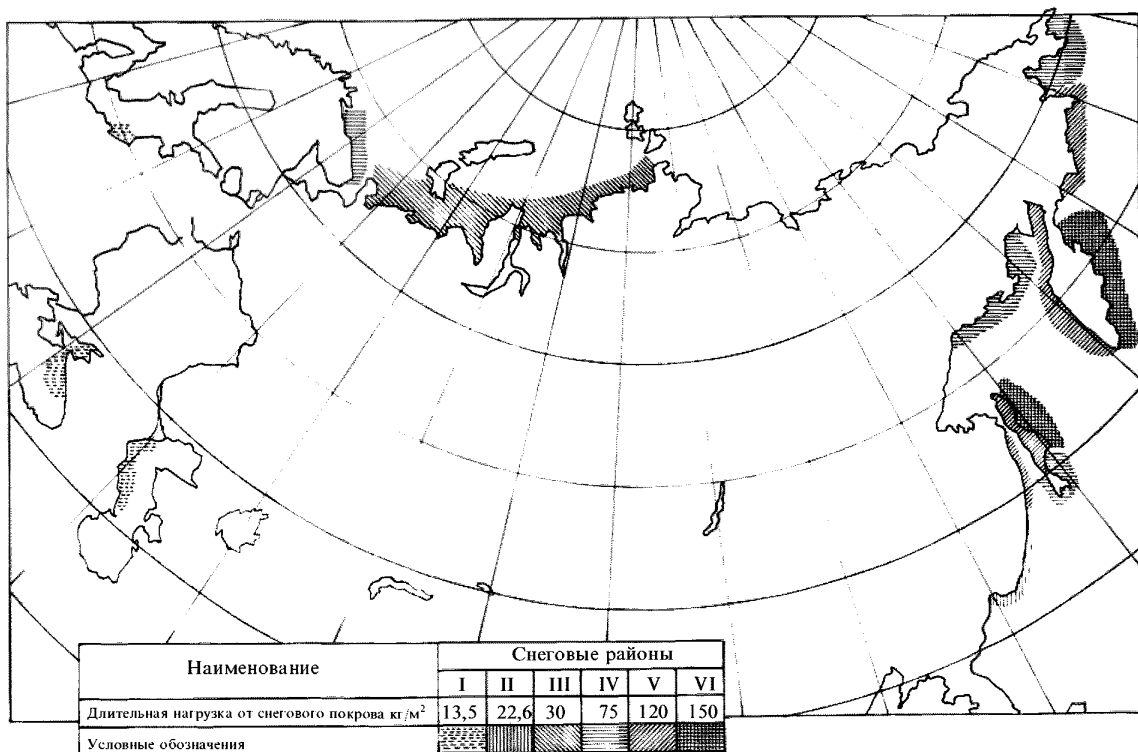 Наименование
Снеговые районы
I II III IV V VI
Длительная нагрузка от снегового покрова кг/м² 13,5 22,6 30 75 120 150
Условные обозначения